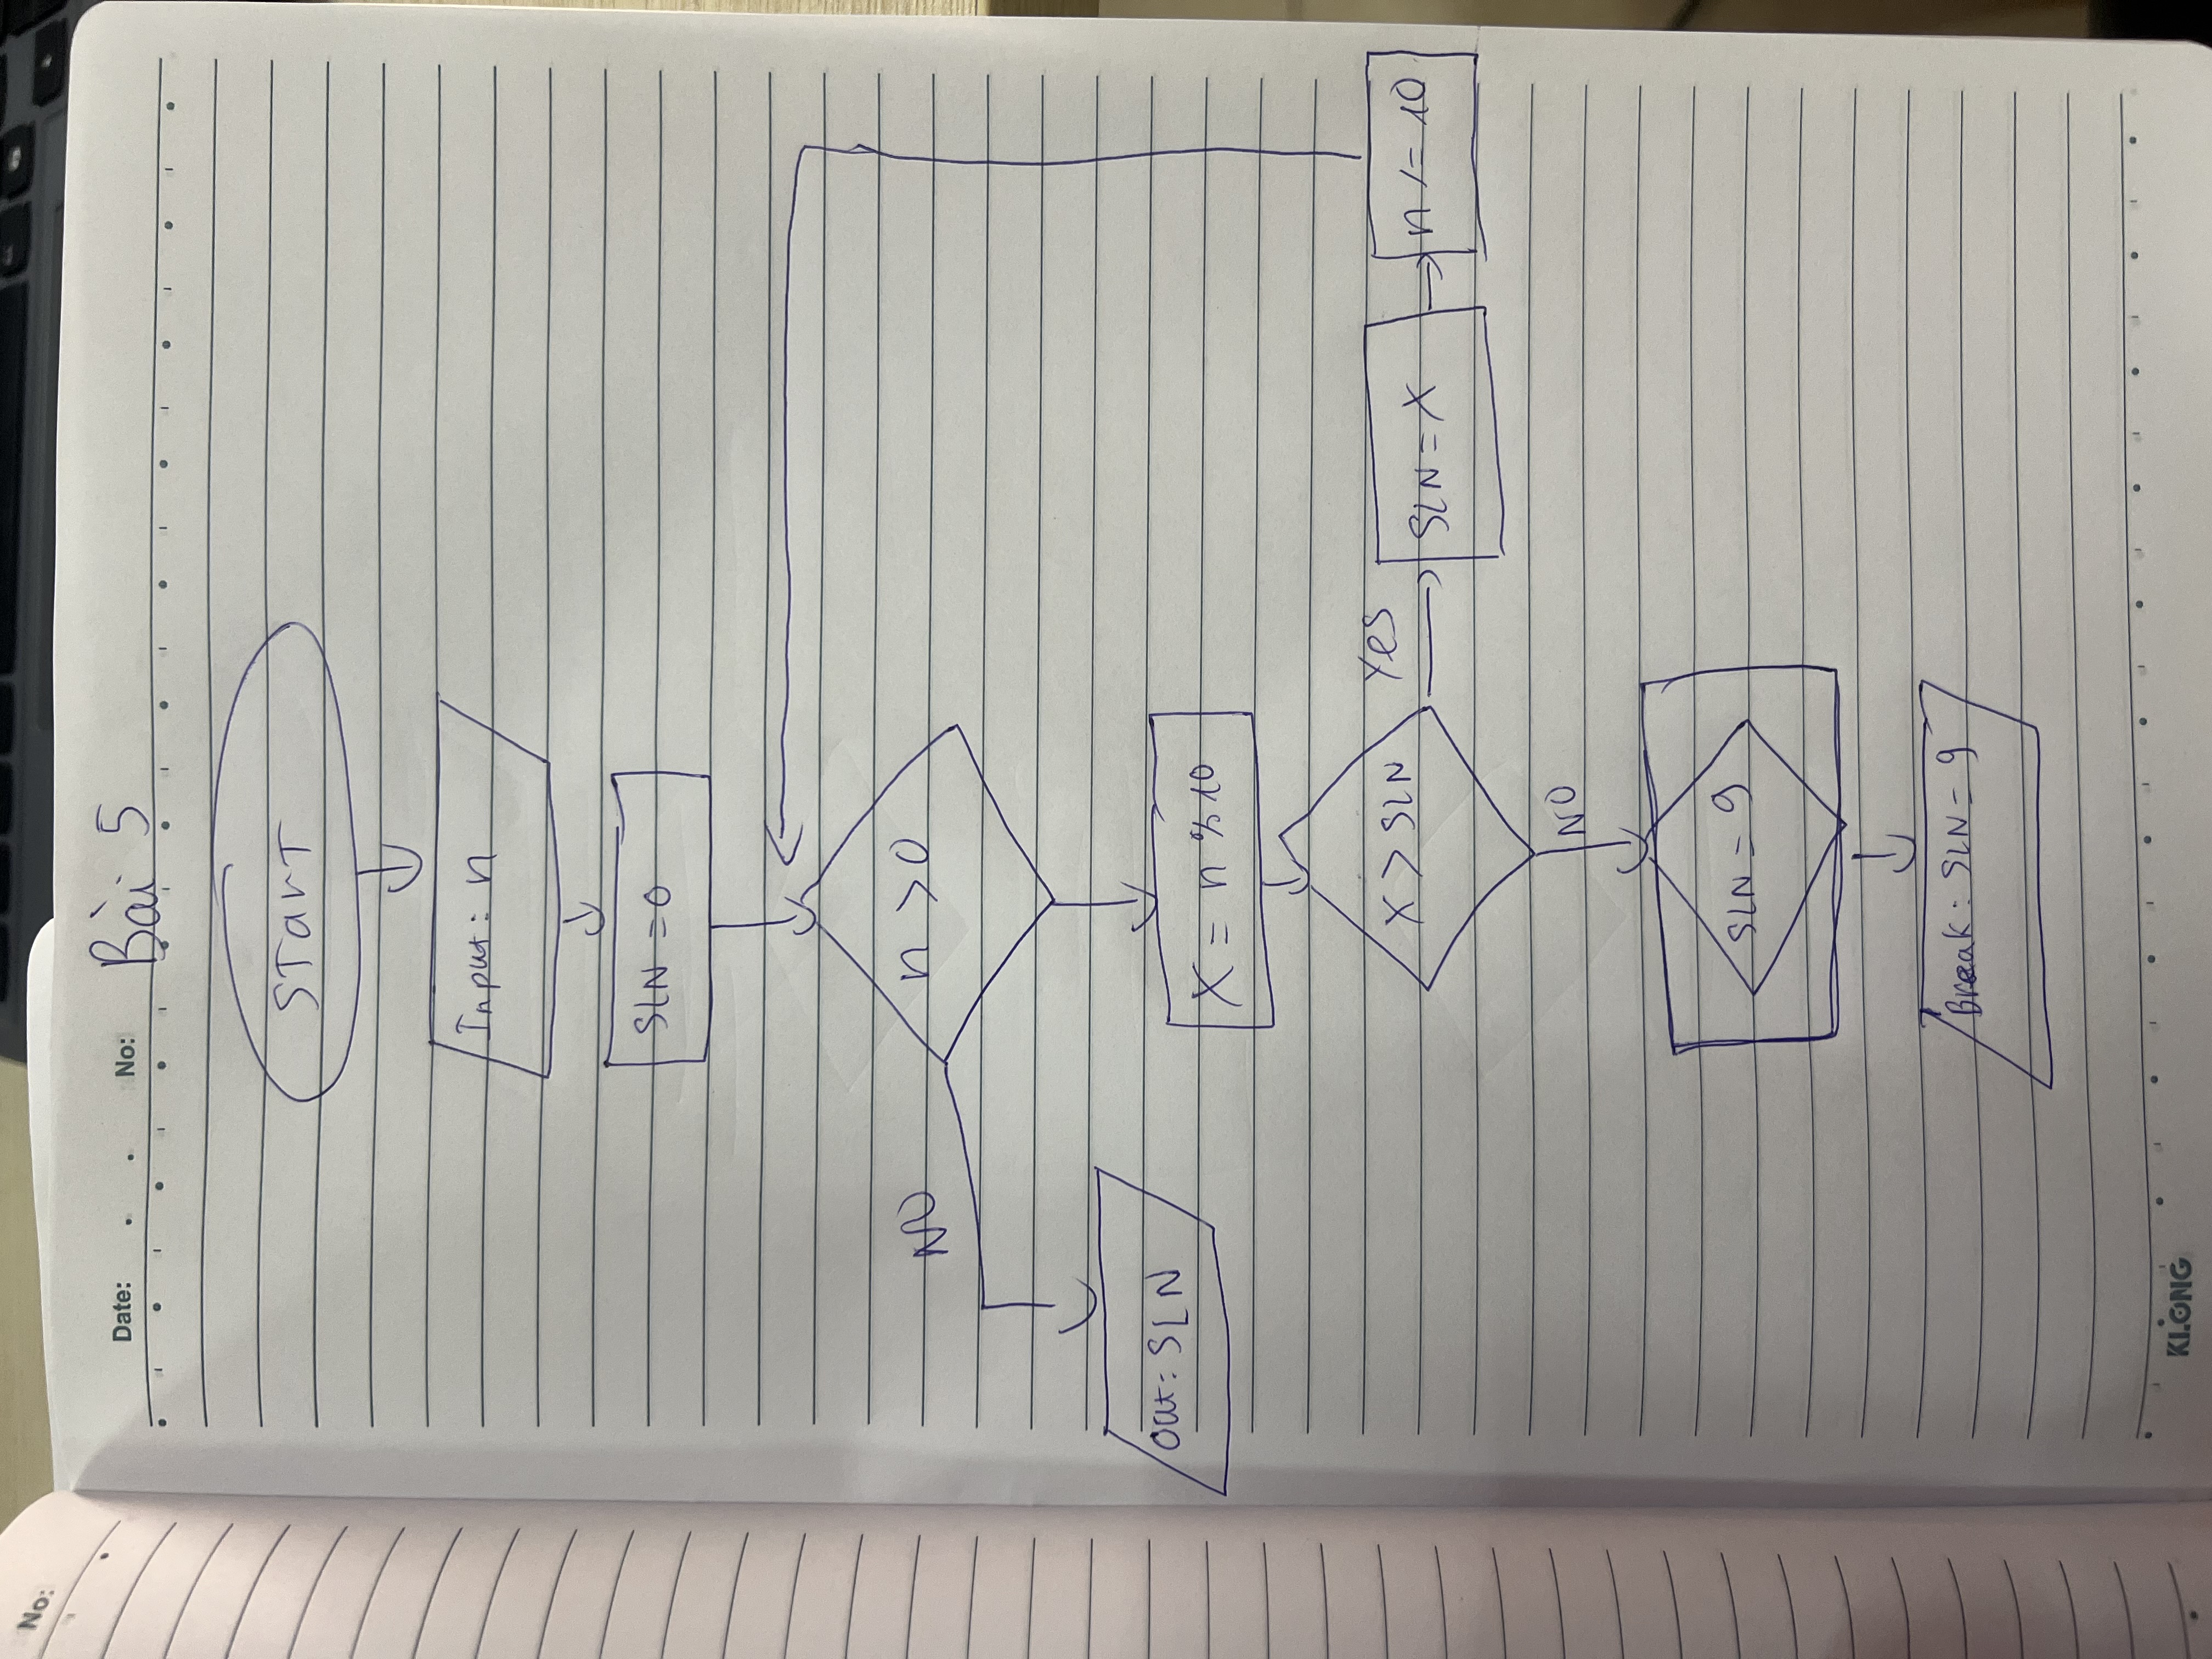 No:
Date: . . No: Bài 5
START
Input: n
SLN = 0
n > 0
NO
Out: SLN
X = n % 10
X > SLN
Yes
SLN = X
n /= 10
NO
SLN = 9
Break: SLN = 9
KLONG